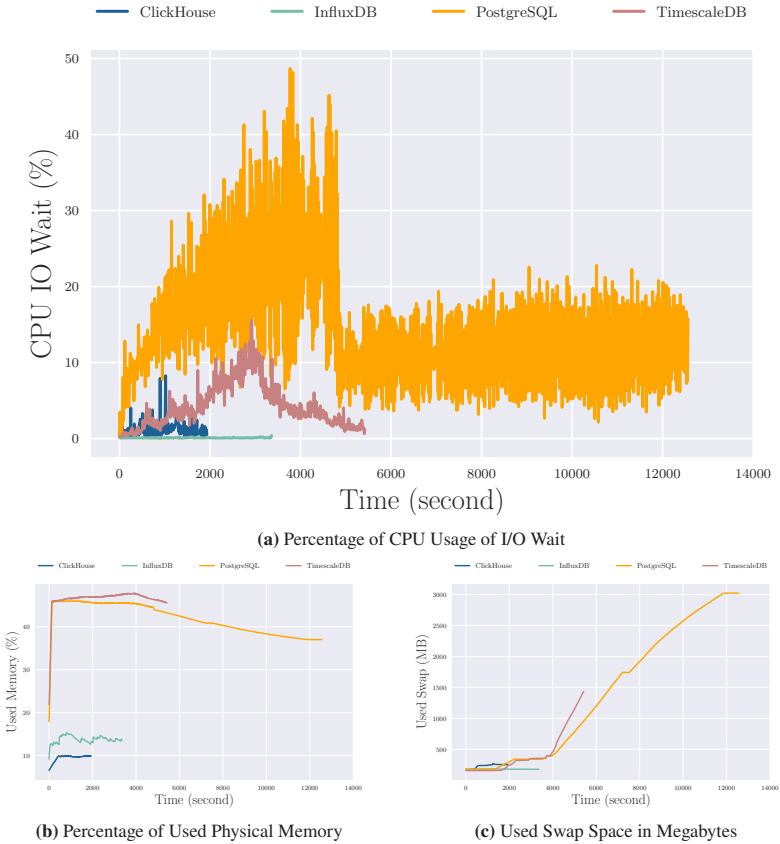 ClickHouse InfluxDB PostgreSQL TimescaleDB
50
40
30
20
10
0
CPU IO Wait (%)
0 2000 4000 6000 8000 10000 12000 14000
Time (second)
(a) Percentage of CPU Usage of I/O Wait
ClickHouse InfluxDB PostgreSQL TimescaleDB
40
30
20
10
Used Memory (%)
0 2000 4000 6000 8000 10000 12000 14000
Time (second)
(b) Percentage of Used Physical Memory
ClickHouse InfluxDB PostgreSQL TimescaleDB
3000
2500
2000
1500
1000
500
Used Swap (MB)
0 2000 4000 6000 8000 10000 12000 14000
Time (second)
(c) Used Swap Space in Megabytes